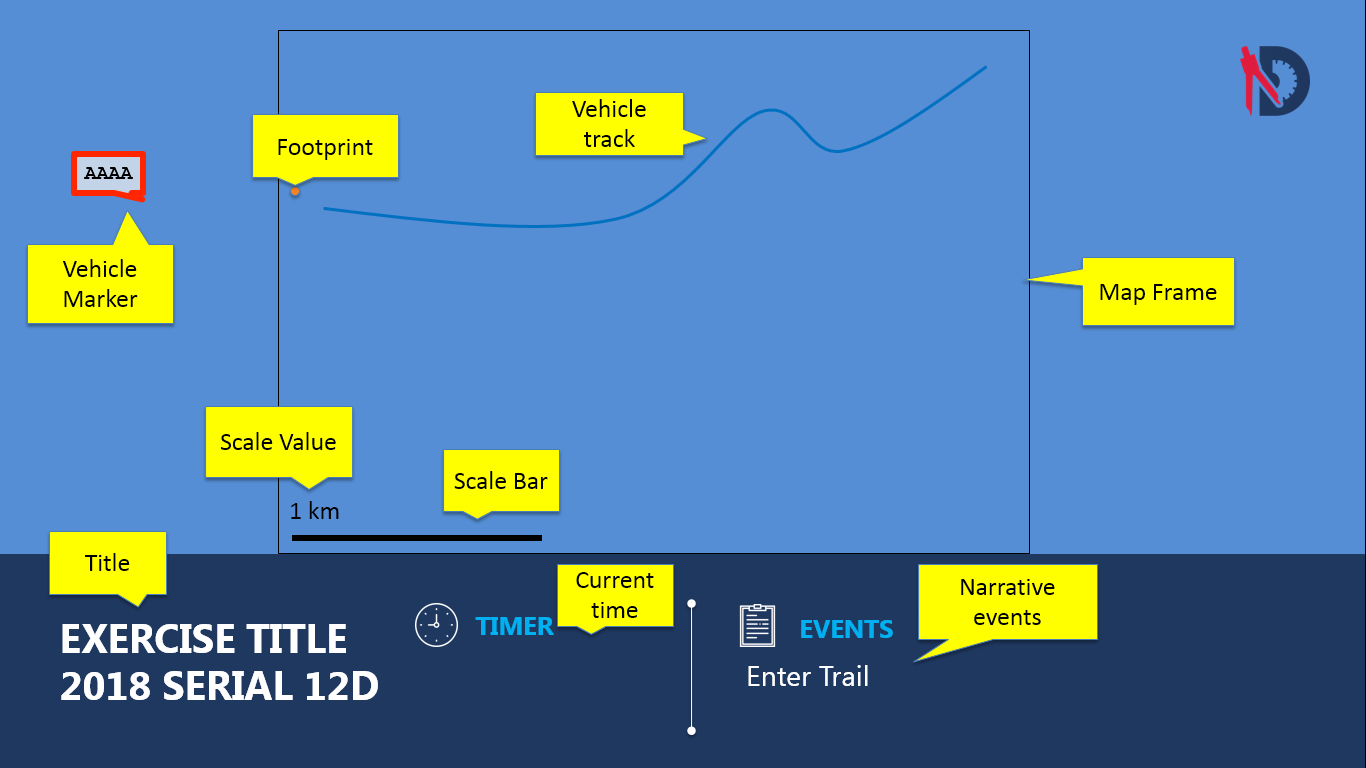 Vehicle
track
Footprint
AAAA
Vehicle
Marker
Map Frame
Scale Value
Scale Bar
1 km
Title
Current
time
Narrative
events
EXERCISE TITLE
2018 SERIAL 12D
TIMER
EVENTS
Enter Trail